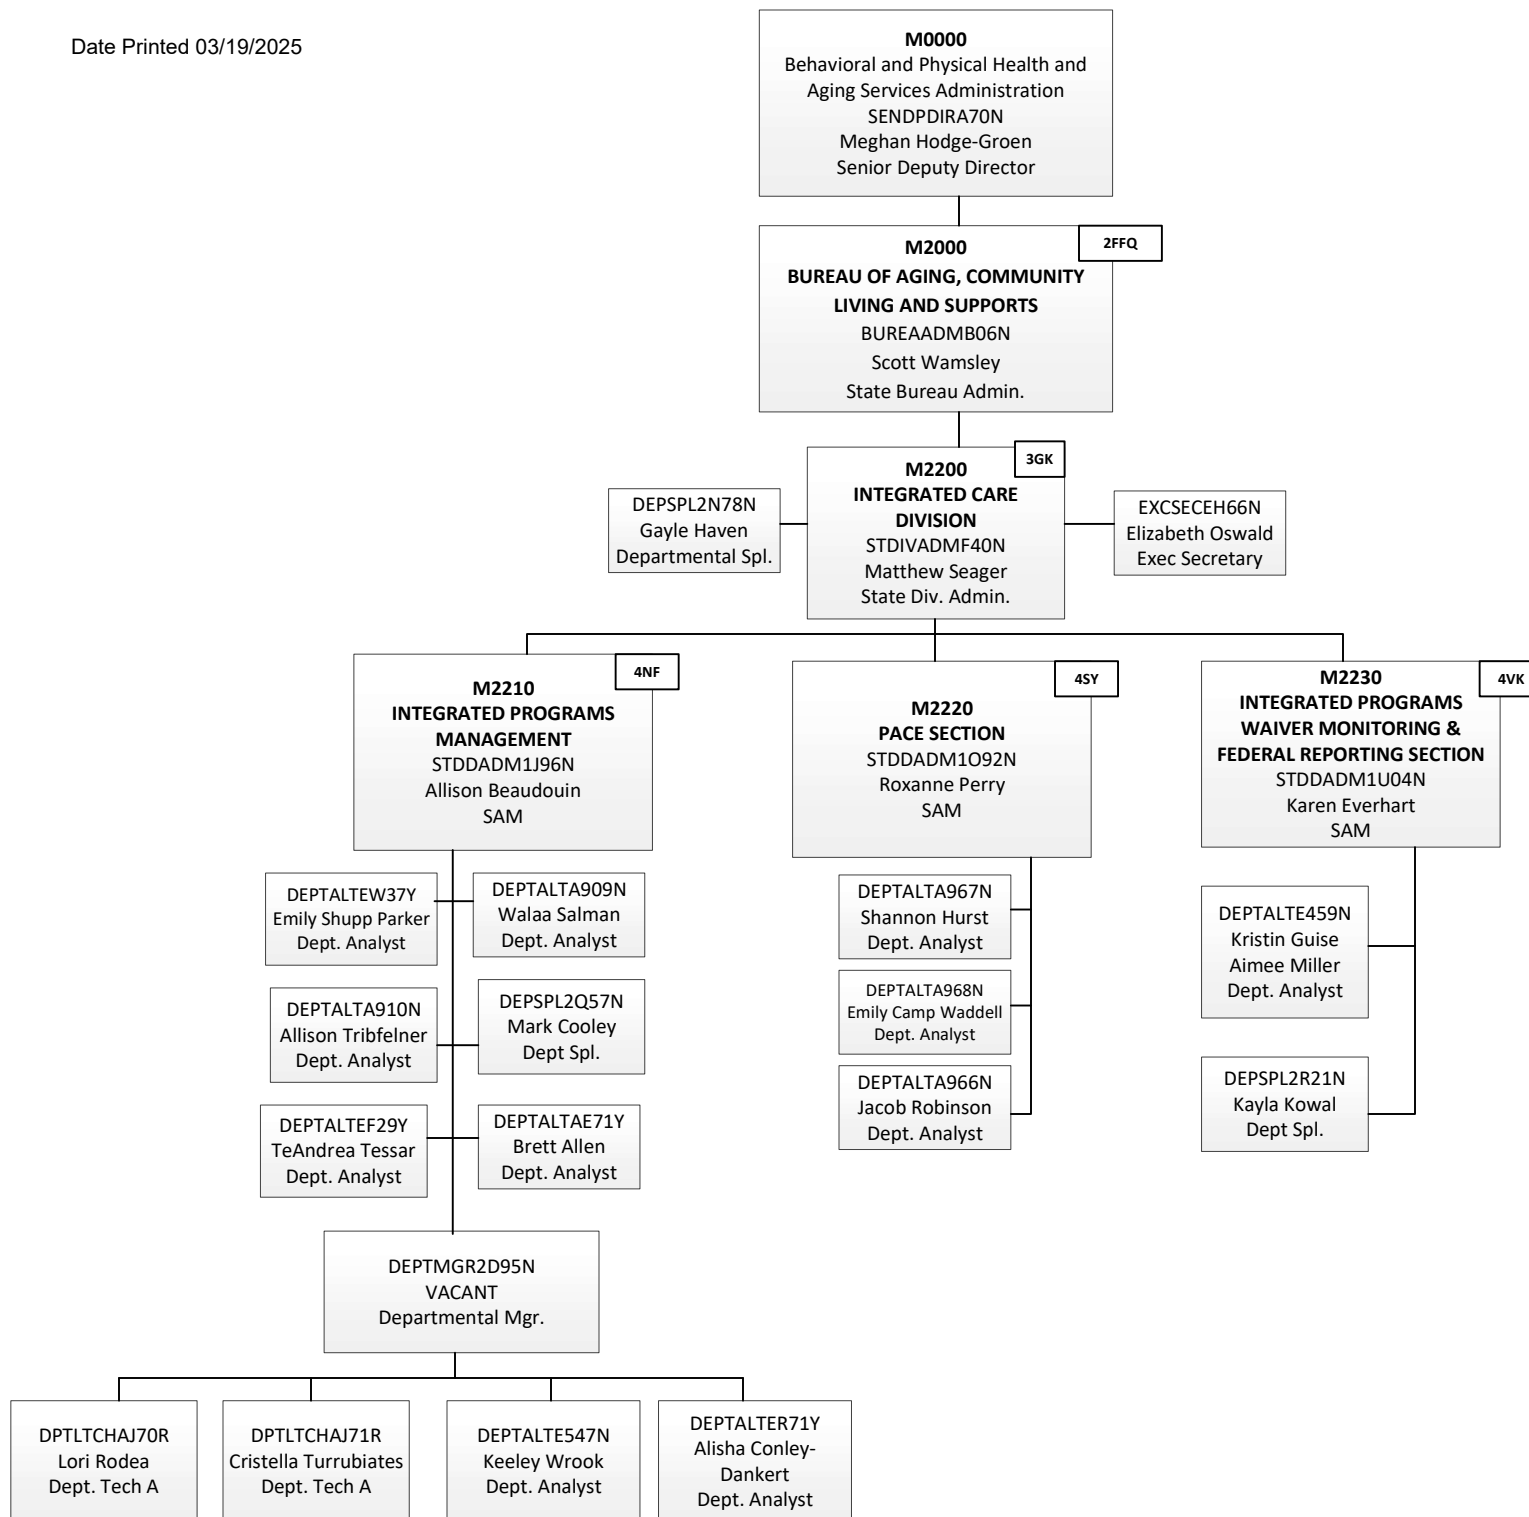 Date Printed 03/19/2025
M0000
Behavioral and Physical Health and
Aging Services Administration
SENDPDIRA70N
Meghan Hodge-Groen
Senior Deputy Director
2FFQ
M2000
BUREAU OF AGING, COMMUNITY
LIVING AND SUPPORTS
BUREAADMB06N
Scott Wamsley
State Bureau Admin.
3GK
M2200
INTEGRATED CARE
DIVISION
STDIVADMF40N
Matthew Seager
State Div. Admin.
DEPSPL2N78N
Gayle Haven
Departmental Spl.
EXCSECEH66N
Elizabeth Oswald
Exec Secretary
4NF
M2210
INTEGRATED PROGRAMS
MANAGEMENT
STDDADM1J96N
Allison Beaudouin
SAM
4SY
M2220
PACE SECTION
STDDADM1O92N
Roxanne Perry
SAM
4VK
M2230
INTEGRATED PROGRAMS
WAIVER MONITORING &
FEDERAL REPORTING SECTION
STDDADM1U04N
Karen Everhart
SAM
DEPTALTEW37Y
Emily Shupp Parker
Dept. Analyst
DEPTALTA909N
Walaa Salman
Dept. Analyst
DEPTALTA910N
Allison Tribfelner
Dept. Analyst
DEPSPL2Q57N
Mark Cooley
Dept Spl.
DEPTALTEF29Y
TeAndrea Tessar
Dept. Analyst
DEPTALTAE71Y
Brett Allen
Dept. Analyst
DEPTALTA967N
Shannon Hurst
Dept. Analyst
DEPTALTA968N
Emily Camp Waddell
Dept. Analyst
DEPTALTA966N
Jacob Robinson
Dept. Analyst
DEPTALTE459N
Kristin Guise
Aimee Miller
Dept. Analyst
DEPSPL2R21N
Kayla Kowal
Dept Spl.
DEPTMGR2D95N
VACANT
Departmental Mgr.
DPTLTCHAJ70R
Lori Rodea
Dept. Tech A
DPTLTCHAJ71R
Cristella Turrubiates
Dept. Tech A
DEPTALTE547N
Keeley Wrook
Dept. Analyst
DEPTALTER71Y
Alisha Conley-
Dankert
Dept. Analyst